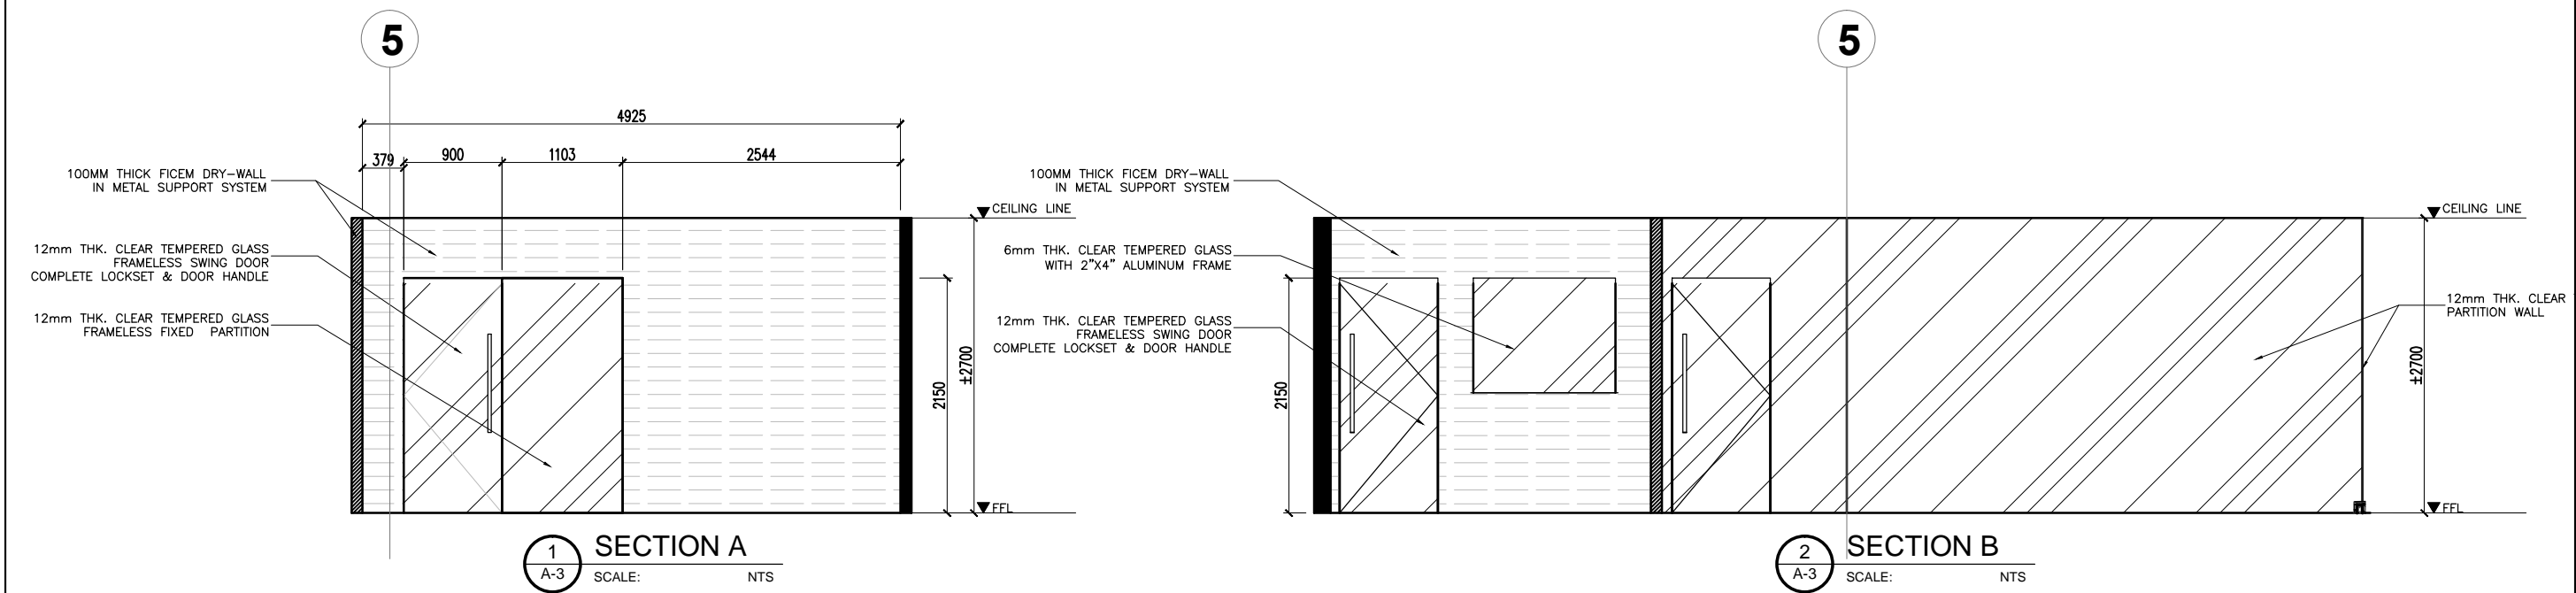 5
4925
379
900
1103
2544
100MM THICK FICEM DRY-WALL
IN METAL SUPPORT SYSTEM
12mm THK. CLEAR TEMPERED GLASS
FRAMELESS SWING DOOR
COMPLETE LOCKSET & DOOR HANDLE
12mm THK. CLEAR TEMPERED GLASS
FRAMELESS FIXED PARTITION
CEILING LINE
2150
±2700
FFL
1
A-3
SECTION A
SCALE: NTS
5
100MM THICK FICEM DRY-WALL
IN METAL SUPPORT SYSTEM
6mm THK. CLEAR TEMPERED GLASS
WITH 2"X4" ALUMINUM FRAME
12mm THK. CLEAR TEMPERED GLASS
FRAMELESS SWING DOOR
COMPLETE LOCKSET & DOOR HANDLE
2150
CEILING LINE
12mm THK. CLEAR
PARTITION WALL
±2700
FFL
2
A-3
SECTION B
SCALE: NTS